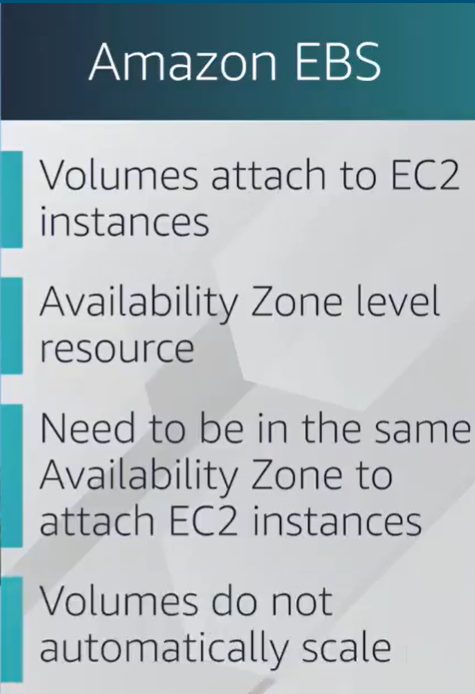 Amazon EBS
Volumes attach to EC2
instances
Availability Zone level
resource
Need to be in the same
Availability Zone to
attach EC2 instances
Volumes do not
automatically scale